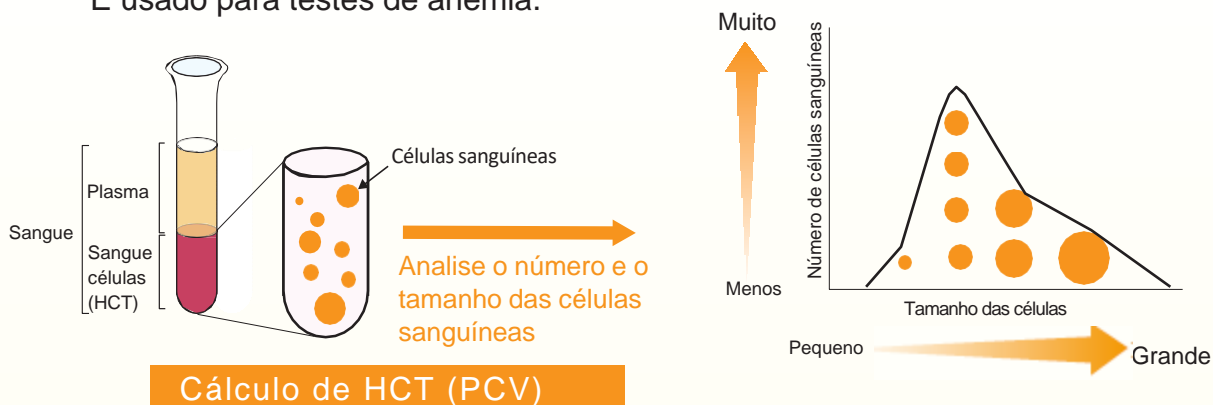 É usado para testes de anemia.
Sangue
Plasma
Sangue
células
(HCT)
Células sanguíneas
Analise o número e o
tamanho das células
sanguíneas
Cálculo de HCT (PCV)
Muito
Menos
Número de células sanguíneas
Tamanho das células
Pequeno
Grande